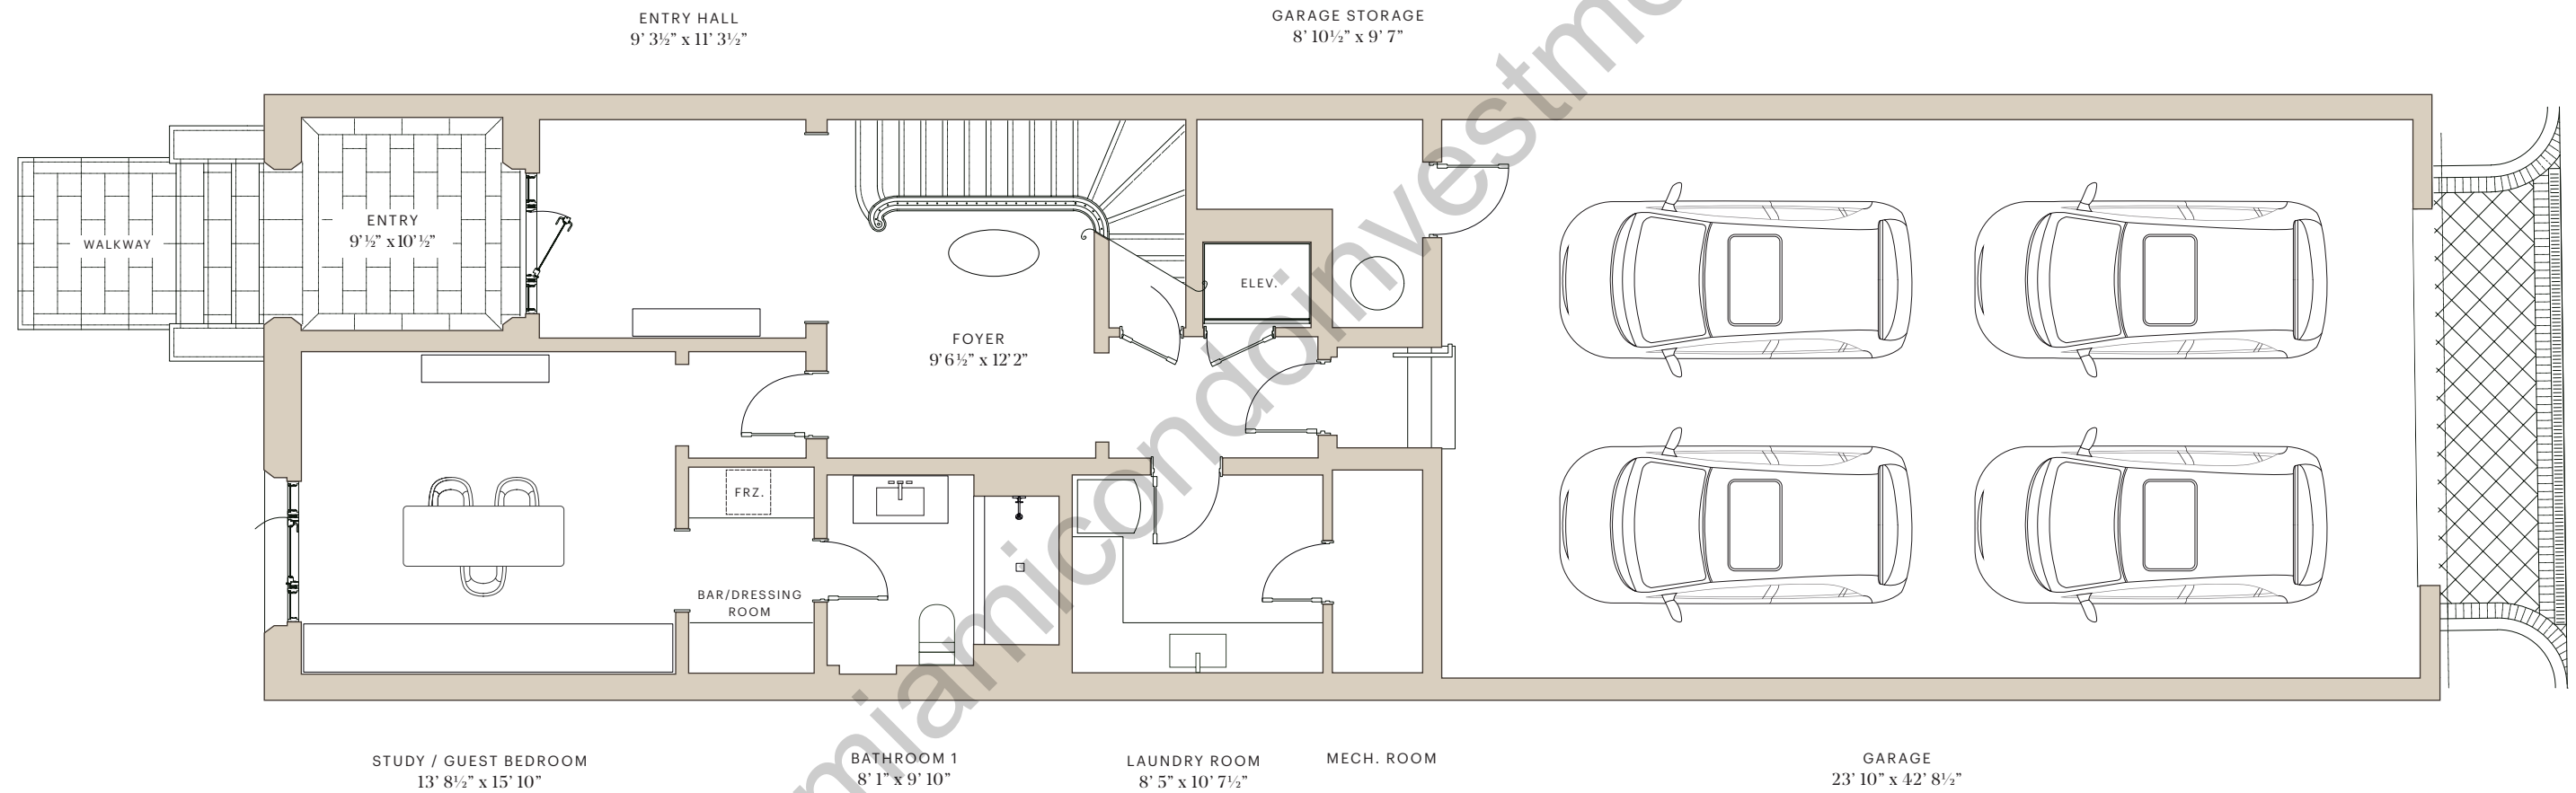 ENTRY HALL
9’ 3½” x 11’ 3½”
GARAGE STORAGE
8’ 10½” x 9’ 7”
WALKWAY
ENTRY
9’ ½” x 10’ ½”
ELEV.
FOYER
9’ 6½” x 12’ 2”
FRZ.
BAR/DRESSING
ROOM
STUDY / GUEST BEDROOM
13’ 8½” x 15’ 10”
BATHROOM 1
8’ 1” x 9’ 10”
LAUNDRY ROOM
8’ 5” x 10’ 7½”
MECH. ROOM
GARAGE
23’ 10” x 42’ 8½”
miamicondoinvestme